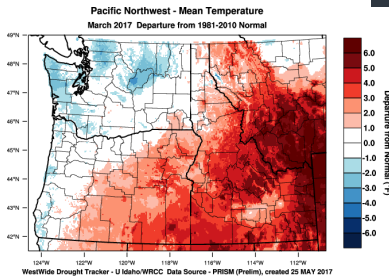 Pacific Northwest - Mean Temperature
March 2017 Departure from 1981-2010 Normal
49°N
48°N
47°N
46°N
45°N
44°N
43°N
42°N
124°W 122°W 120°W 118°W 116°W 114°W 112°W
6.0
5.0
4.0
3.0
2.0
1.0
0.0
-1.0
-2.0
-3.0
-4.0
-5.0
-6.0
Departure from Normal (°F)
WestWide Drought Tracker - U Idaho/WRCC Data Source - PRISM (Prelim), created 25 MAY 2017